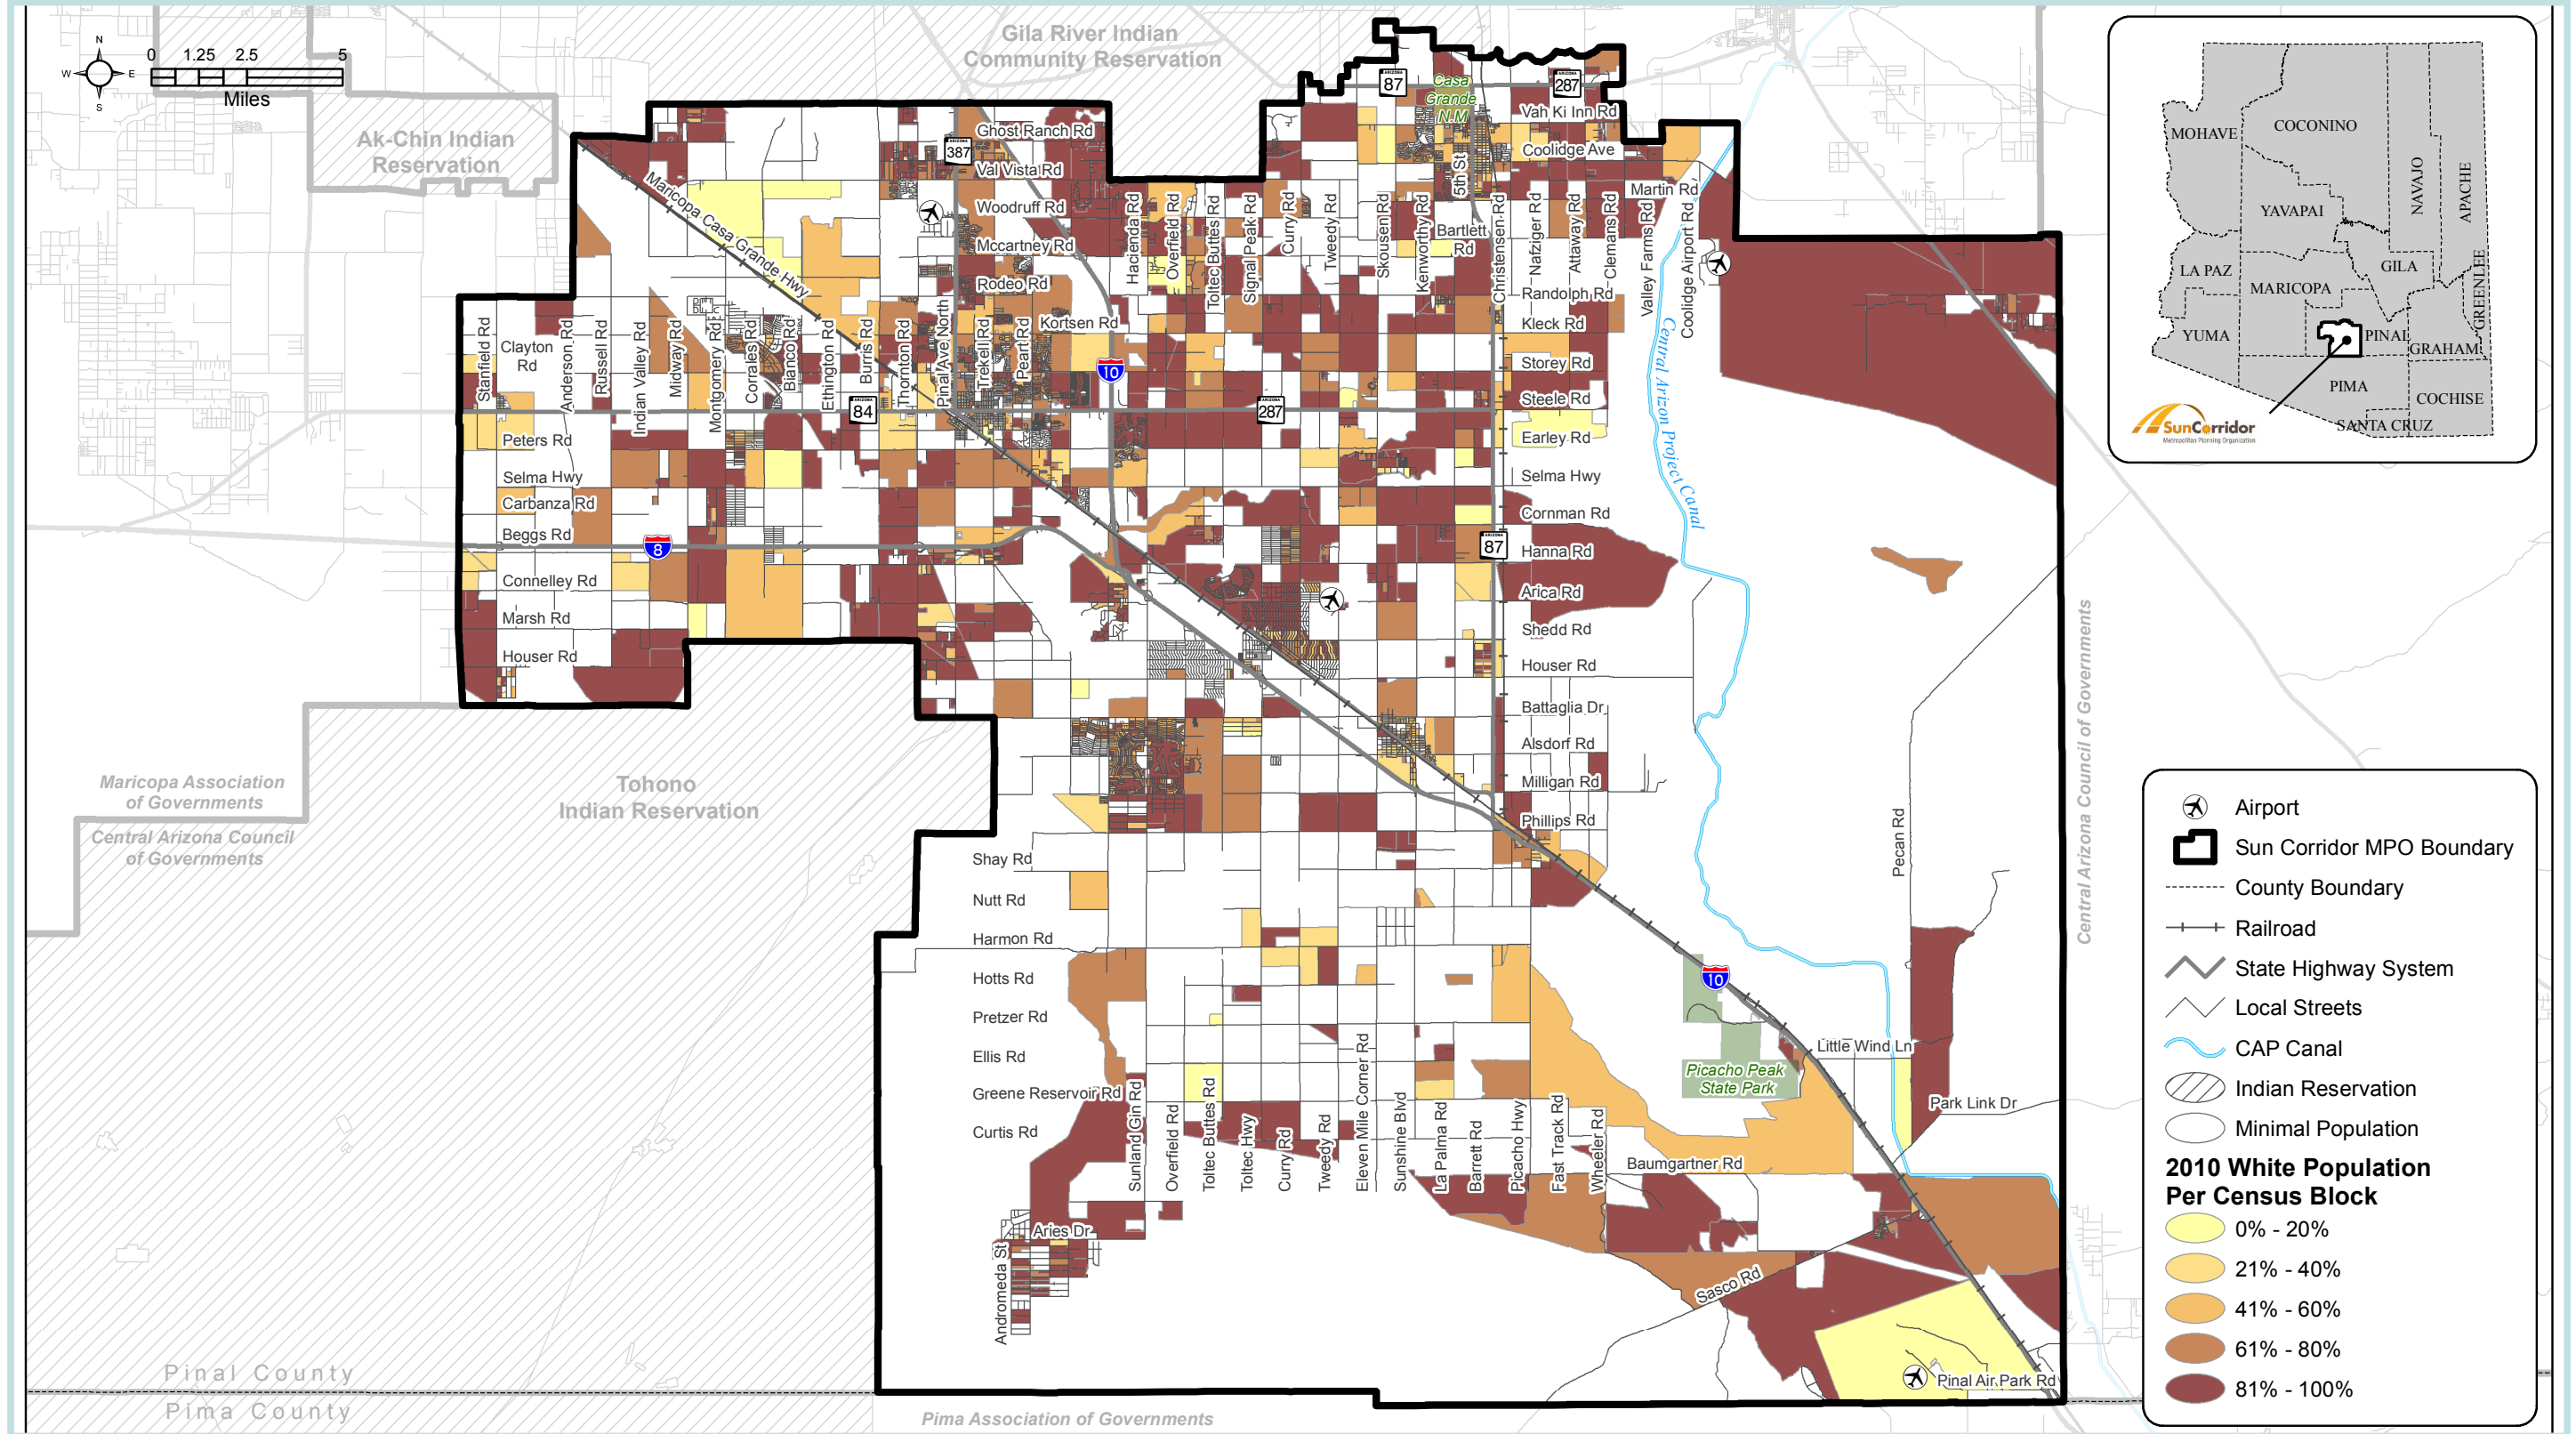 N
W
E
S
0
1.25
2.5
5
Miles
Gila River Indian
Community Reservation
Ak-Chin Indian
Reservation
Tohono
Indian Reservation
Maricopa Association
of Governments
Central Arizona Council
of Governments
Pinal County
Pima County
Pima Association of Governments
Central Arizona Council of Governments
Casa
Grande
N.M
ARIZONA
87
ARIZONA
287
ARIZONA
387
ARIZONA
84
ARIZONA
287
ARIZONA
87
10
8
10
Ghost Ranch Rd
Val Vista Rd
Woodruff Rd
Mccartney Rd
Rodeo Rd
Kortsen Rd
Maricopa Casa Grande Hwy
Vah Ki Inn Rd
Coolidge Ave
5th St
Martin Rd
Bartlett
Rd
Randolph Rd
Kleck Rd
Storey Rd
Steele Rd
Earley Rd
Selma Hwy
Cornman Rd
Hanna Rd
Arica Rd
Shedd Rd
Houser Rd
Battaglia Dr
Alsdorf Rd
Milligan Rd
Phillips Rd
Hacienda Rd
Overfield Rd
Toltec Buttes Rd
Signal Peak Rd
Curry Rd
Tweedy Rd
Skousen Rd
Kenworthy Rd
Christensen Rd
Nafziger Rd
Attaway Rd
Clemans Rd
Valley Farms Rd
Coolidge Airport Rd
Central Arizon Project Canal
Stanfield Rd
Clayton
Rd
Anderson Rd
Russell Rd
Indian Valley Rd
Midway Rd
Montgomery Rd
Corrales Rd
Bianco Rd
Ethington Rd
Burris Rd
Thornton Rd
Pinal Ave North
Trekell Rd
Peart Rd
Peters Rd
Selma Hwy
Carbanza Rd
Beggs Rd
Connelley Rd
Marsh Rd
Houser Rd
Shay Rd
Nutt Rd
Harmon Rd
Hotts Rd
Pretzer Rd
Ellis Rd
Greene Reservoir Rd
Curtis Rd
Aries Dr
Andromeda St
Sunland Gin Rd
Overfield Rd
Toltec Buttes Rd
Toltec Hwy
Curry Rd
Tweedy Rd
Eleven Mile Corner Rd
Sunshine Blvd
La Palma Rd
Barrett Rd
Picacho Hwy
Fast Track Rd
Wheeler Rd
Baumgartner Rd
Sasco Rd
Picacho Peak
State Park
Little Wind Ln
Park Link Dr
Pecan Rd
Pinal Air Park Rd
MOHAVE
COCONINO
NAVAJO
APACHE
YAVAPAI
LA PAZ
GILA
MARICOPA
GREENLEE
YUMA
PINAL
GRAHAM
PIMA
COCHISE
SANTA CRUZ
SunCorridor
Metropolitan Planning Organization
Airport
Sun Corridor MPO Boundary
County Boundary
Railroad
State Highway System
Local Streets
CAP Canal
Indian Reservation
Minimal Population
2010 White Population
Per Census Block
0% - 20%
21% - 40%
41% - 60%
61% - 80%
81% - 100%